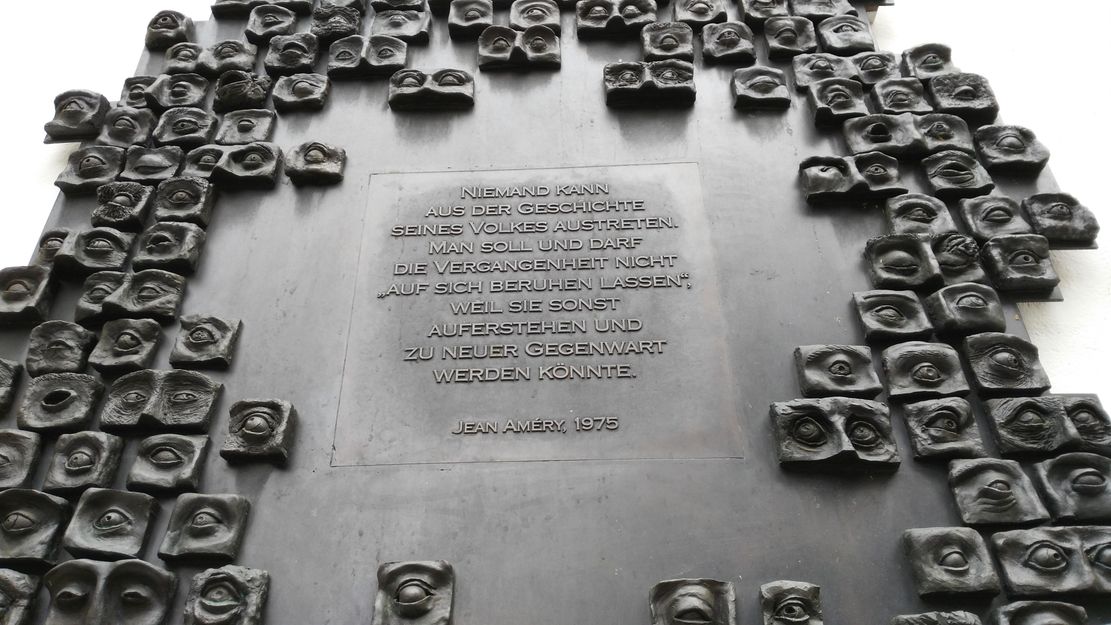 Niemand kann
aus der Geschichte
seines Volkes austreten.
Man soll und darf
die Vergangenheit nicht
„auf sich beruhen lassen“,
weil sie sonst
auferstehen und
zu neuer Gegenwart
werden könnte.
Jean Améry, 1975